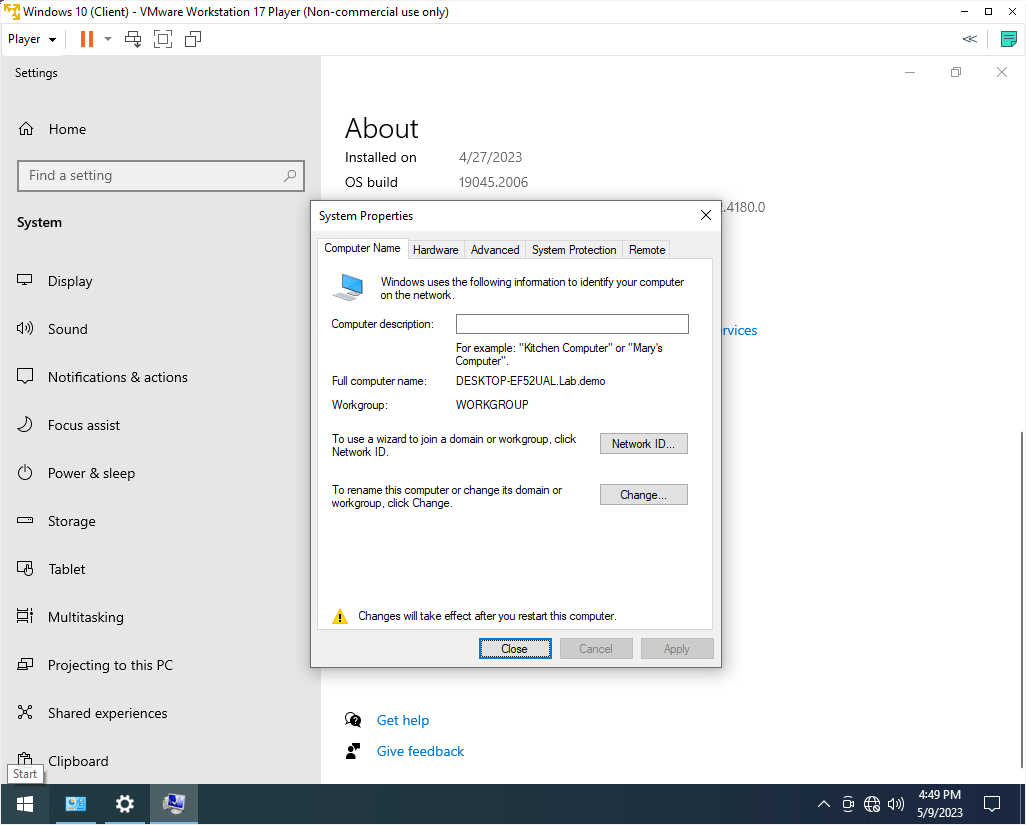 Windows 10 (Client) - VMware Workstation 17 Player (Non-commercial use only)
Player
Settings
Home
Find a setting
System
Display
Sound
Notifications & actions
Focus assist
Power & sleep
Storage
Tablet
Multitasking
Projecting to this PC
Shared experiences
Clipboard
Start
About
Installed on 4/27/2023
OS build 19045.2006
.4180.0
System Properties
Computer Name Hardware Advanced System Protection Remote
Windows uses the following information to identify your computer
on the network.
Computer description:
For example: "Kitchen Computer" or "Mary's
Computer".
Full computer name: DESKTOP-EF52UAL.Lab.demo
Workgroup: WORKGROUP
To use a wizard to join a domain or workgroup, click
Network ID.
Network ID...
To rename this computer or change its domain or
workgroup, click Change.
Change...
Changes will take effect after you restart this computer.
Close Cancel Apply
Get help
Give feedback
4:49 PM
5/9/2023